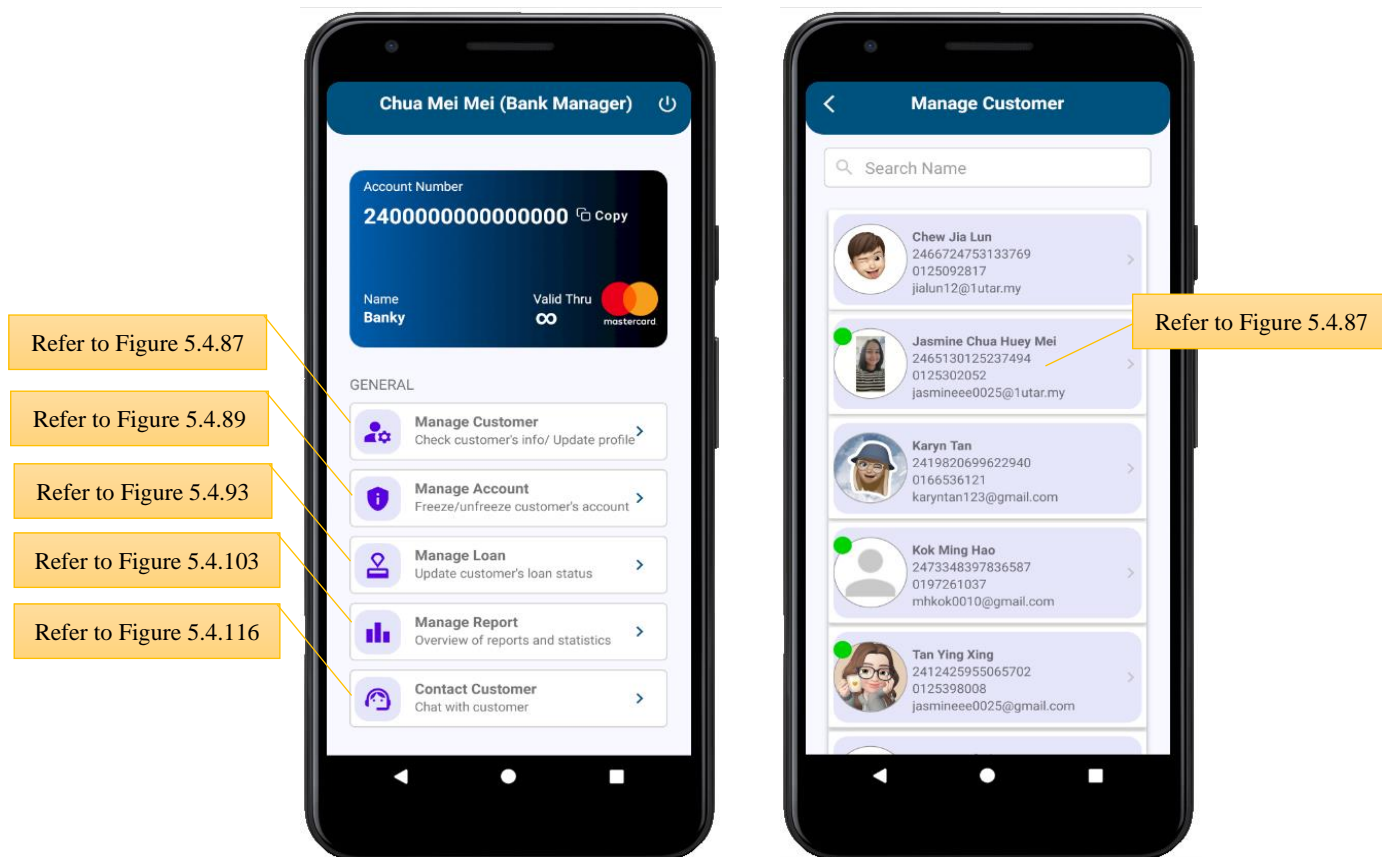 Chua Mei Mei (Bank Manager)
Account Number
2400000000000000 Copy
Name
Banky
Valid Thru
∞
mastercard
GENERAL
Manage Customer
Check customer's info/ Update profile
Manage Account
Freeze/unfreeze customer's account
Manage Loan
Update customer's loan status
Manage Report
Overview of reports and statistics
Contact Customer
Chat with customer
Refer to Figure 5.4.87
Refer to Figure 5.4.89
Refer to Figure 5.4.93
Refer to Figure 5.4.103
Refer to Figure 5.4.116
Manage Customer
Search Name
Chew Jia Lun
2466724753133769
0125092817
jialun12@1utar.my
Jasmine Chua Huey Mei
2465130125237494
0125302052
jasmineee0025@1utar.my
Karyn Tan
2419820699622940
0166536121
karyntan123@gmail.com
Kok Ming Hao
2473348397836587
0197261037
mhkok0010@gmail.com
Tan Ying Xing
2412425955065702
0125398008
jasmineee0025@gmail.com
Refer to Figure 5.4.87